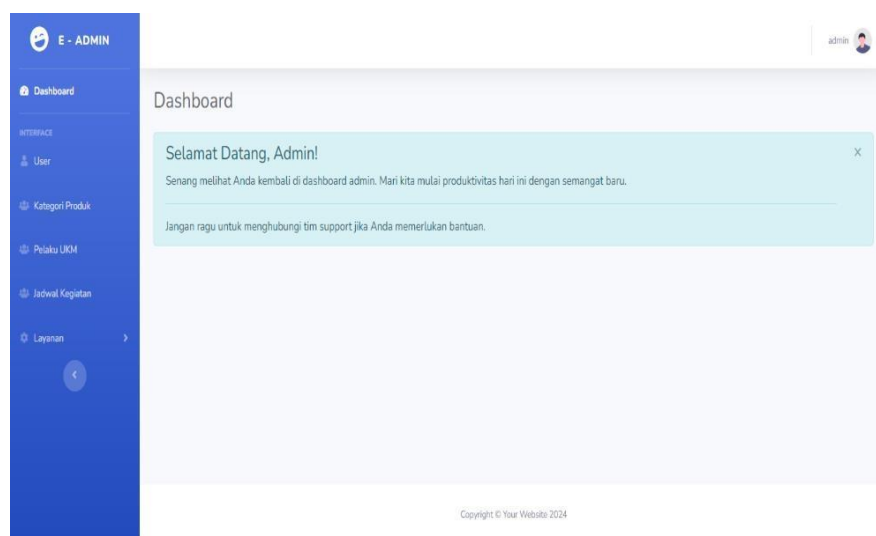 E - ADMIN
admin
Dashboard
INTERFACE
User
Kategori Produk
Pelaku UKM
Jadwal Kegiatan
Layanan
Dashboard
Selamat Datang, Admin!
Senang melihat Anda kembali di dashboard admin. Mari kita mulai produktivitas hari ini dengan semangat baru.
Jangan ragu untuk menghubungi tim support jika Anda memerlukan bantuan.
Copyright © Your Website 2024